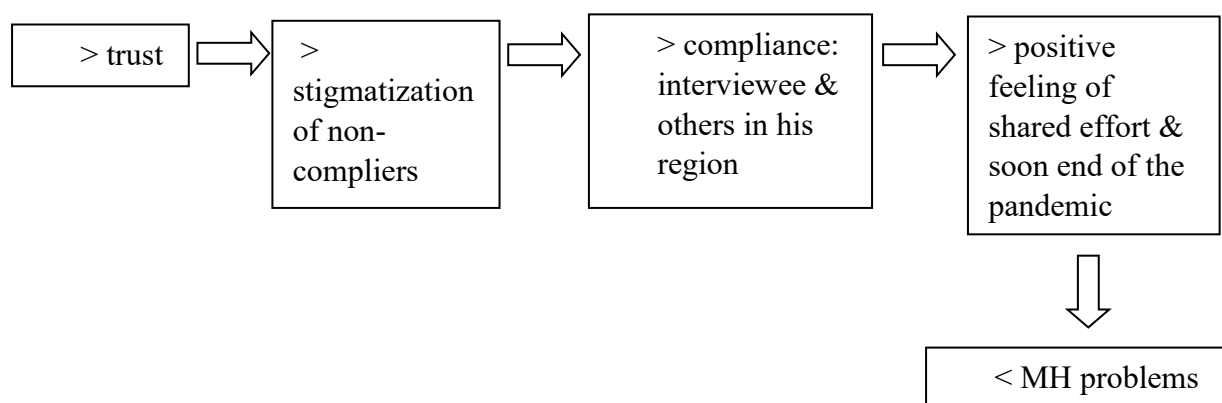 > trust
>
stigmatization
of non-
compliers
> compliance:
interviewee &
others in his
region
> positive
feeling of
shared effort &
soon end of the
pandemic
< MH problems